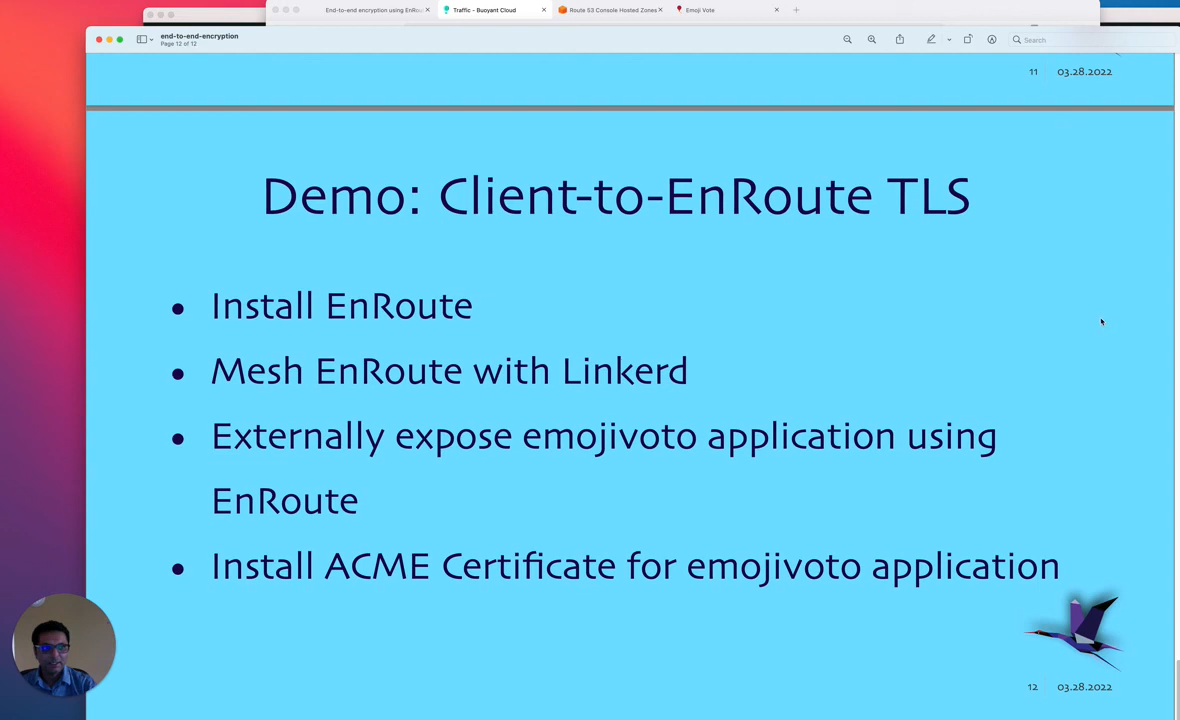 End-to-end encryption using EnRou
Traffic - Buoyant Cloud
Route 53 Console Hosted Zones
Emoji Vote
end-to-end-encryption
Page 12 of 12
Search
11 03.28.2022
Demo: Client-to-EnRoute TLS
• Install EnRoute
• Mesh EnRoute with Linkerd
• Externally expose emojivoto application using
EnRoute
• Install ACME Certificate for emojivoto application
12 03.28.2022